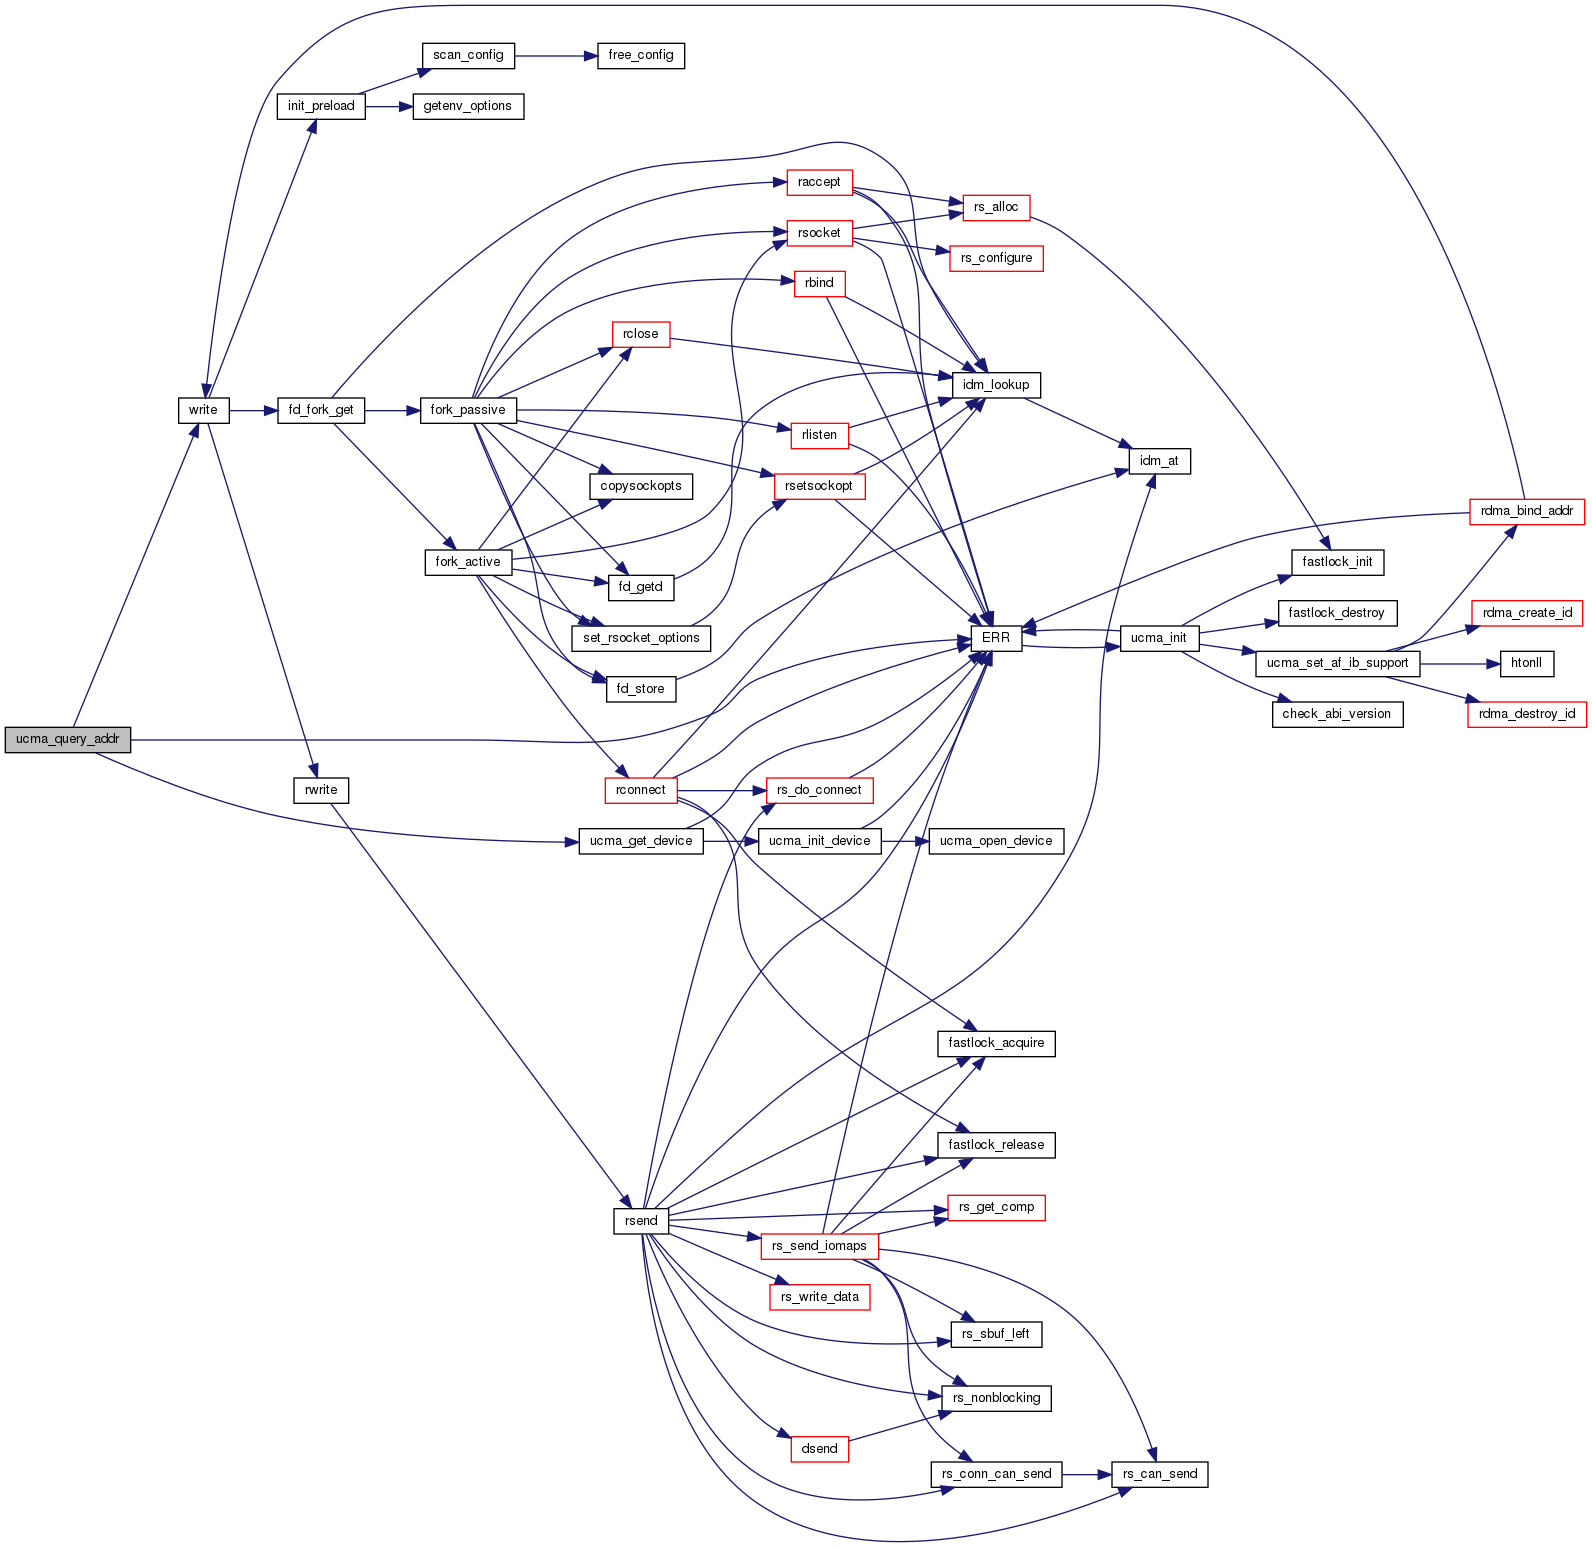 scan_config
free_config
init_preload
getenv_options
raccept
rs_alloc
rsocket
rs_configure
rbind
rclose
idm_lookup
write
fd_fork_get
fork_passive
rlisten
idm_at
copysockopts
rsetsockopt
rdma_bind_addr
fork_active
fastlock_init
fd_getd
fastlock_destroy
rdma_create_id
set_rsocket_options
ERR
ucma_init
ucma_set_af_ib_support
htonll
fd_store
check_abi_version
rdma_destroy_id
ucma_query_addr
rwrite
rconnect
rs_do_connect
ucma_get_device
ucma_init_device
ucma_open_device
fastlock_acquire
fastlock_release
rs_get_comp
rsend
rs_send_iomaps
rs_write_data
rs_sbuf_left
rs_nonblocking
dsend
rs_conn_can_send
rs_can_send